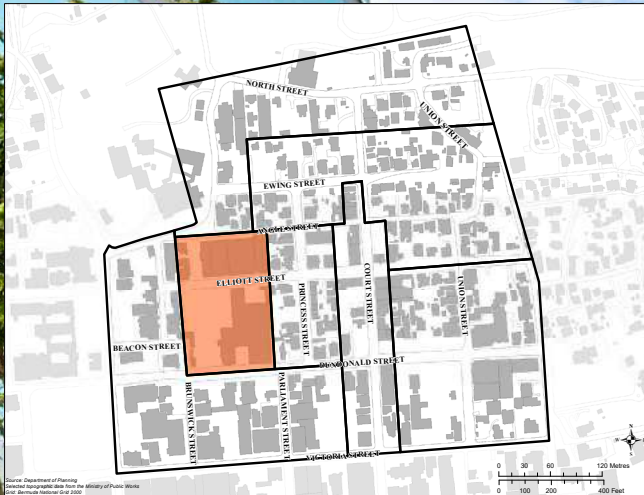 NORTH STREET
UNION STREET
EWING STREET
ANGLE STREET
ELLIOTT STREET
COURT STREET
PRINCESS STREET
UNION STREET
BEACON STREET
DUNDONALD STREET
BRUNSWICK STREET
PARLIAMENT STREET
VICTORIA STREET
Source: Department of Planning
Selected topographic data from the Ministry of Public Works
Grid: Bermuda National Grid 2000
N
W E
S
0 30 60 120 Metres
0 100 200 400 Feet